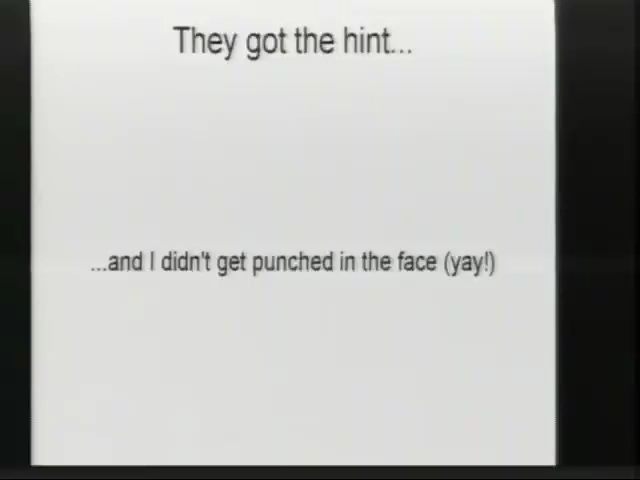 They got the hint...
...and I didn't get punched in the face (yay!)